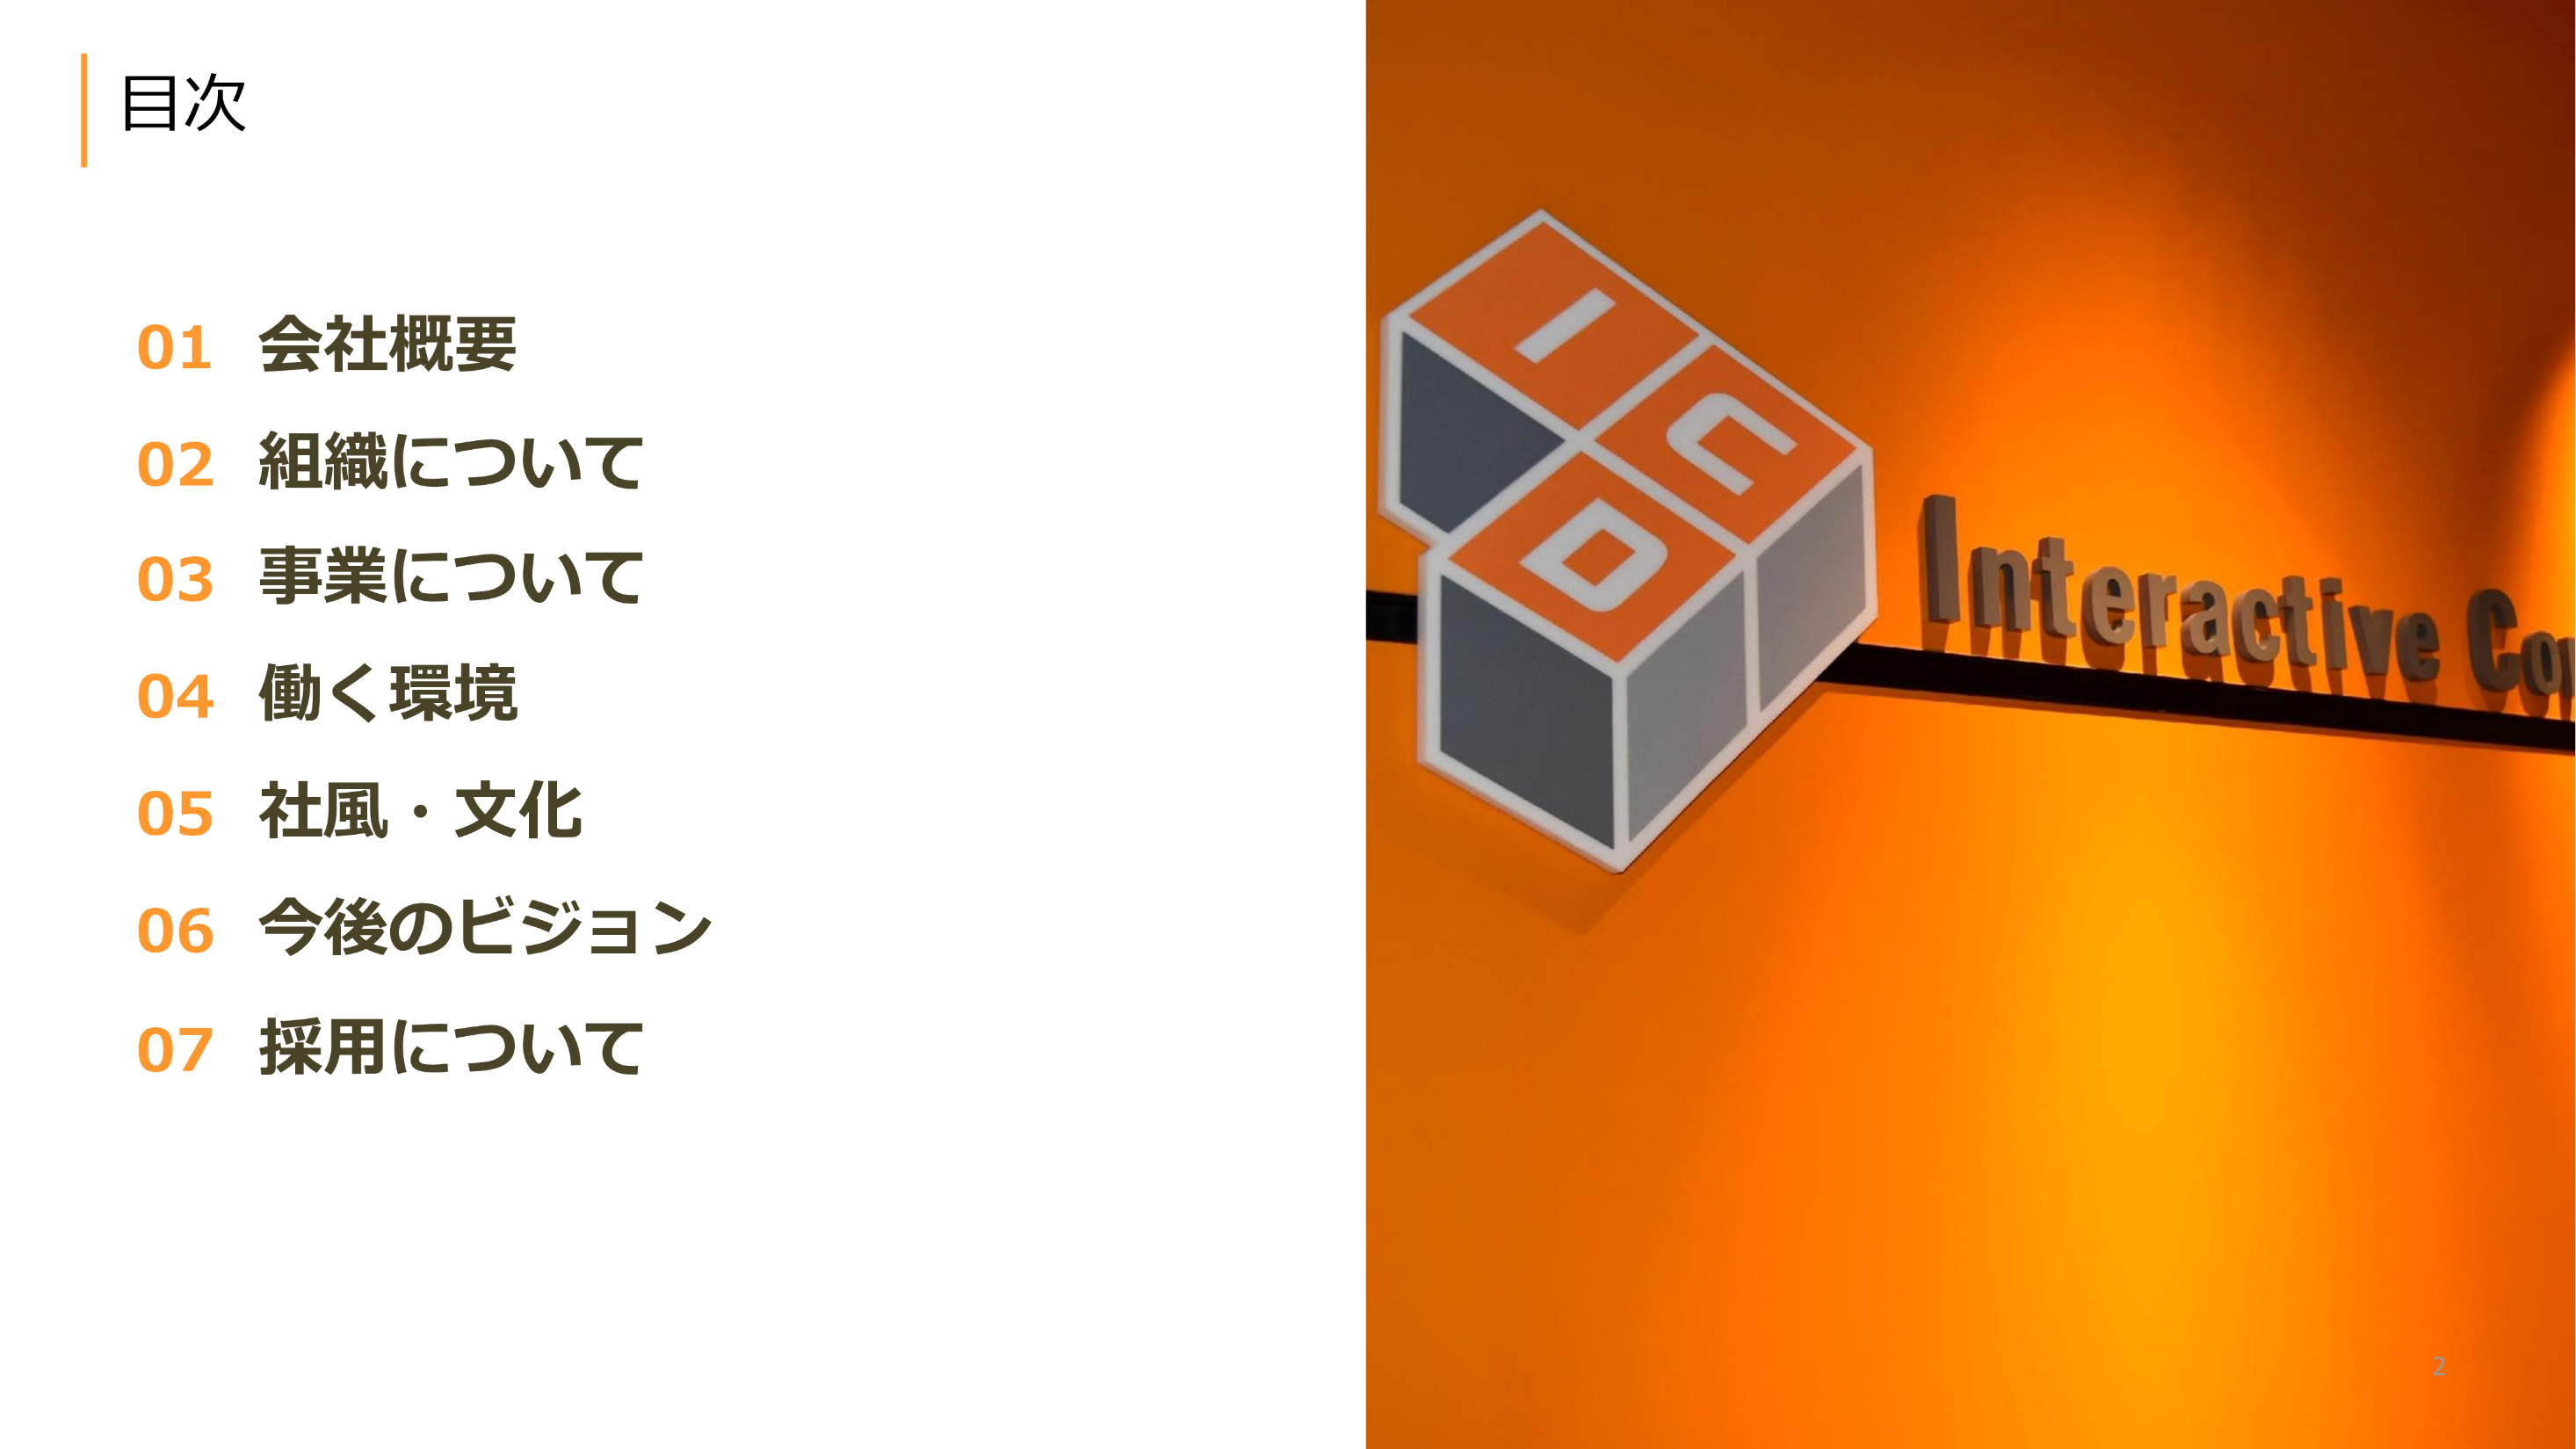 目次
01 会社概要
02 組織について
03 事業について
04 働く環境
05 社風・文化
06 今後のビジョン
07 採用について
I
C
D
Interactive
2